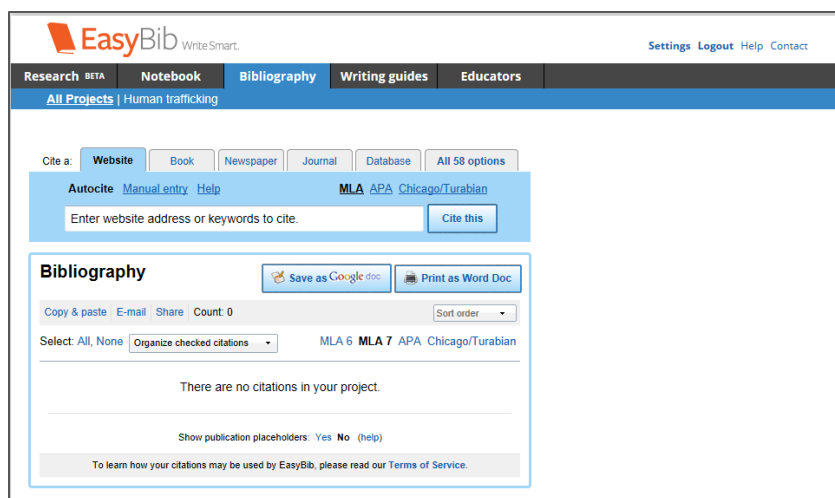 EasyBib Write Smart.
Settings Logout Help Contact
Research BETA Notebook Bibliography Writing guides Educators
All Projects | Human trafficking
Cite a: Website Book Newspaper Journal Database All 58 options
Autocite Manual entry Help MLA APA Chicago/Turabian
Enter website address or keywords to cite. Cite this
Bibliography Save as Google doc Print as Word Doc
Copy & paste E-mail Share Count: 0 Sort order
Select: All, None Organize checked citations MLA 6 MLA 7 APA Chicago/Turabian
There are no citations in your project.
Show publication placeholders: Yes No (help)
To learn how your citations may be used by EasyBib, please read our Terms of Service.